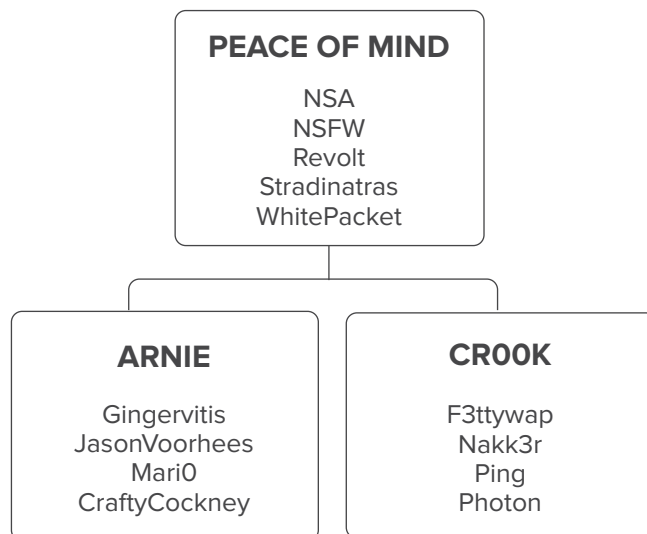 PEACE OF MIND
NSA
NSFW
Revolt
Stradinatras
WhitePacket
ARNIE
Gingervitis
JasonVoorhees
Mari0
CraftyCockney
CR00K
F3ttywap
Nakk3r
Ping
Photon